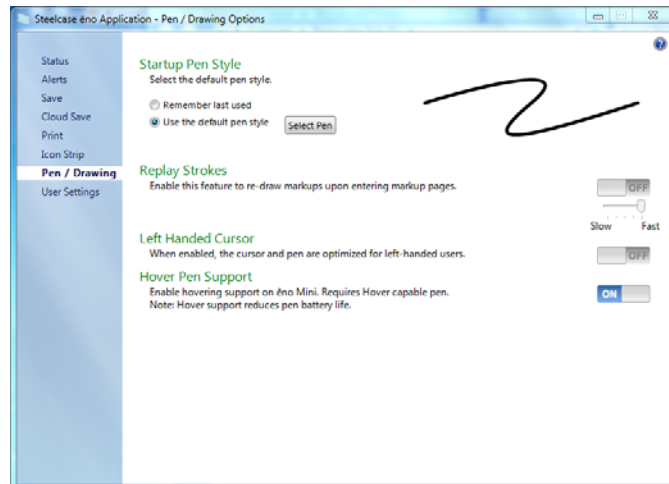 Steelcase ēno Application - Pen / Drawing Options
Status
Alerts
Save
Cloud Save
Print
Icon Strip
Pen / Drawing
User Settings
Startup Pen Style
Select the default pen style.
Remember last used
Use the default pen style
Select Pen
Replay Strokes
Enable this feature to re-draw markups upon entering markup pages.
OFF
Slow Fast
Left Handed Cursor
When enabled, the cursor and pen are optimized for left-handed users.
OFF
Hover Pen Support
Enable hovering support on ēno Mini. Requires Hover capable pen.
Note: Hover support reduces pen battery life.
ON